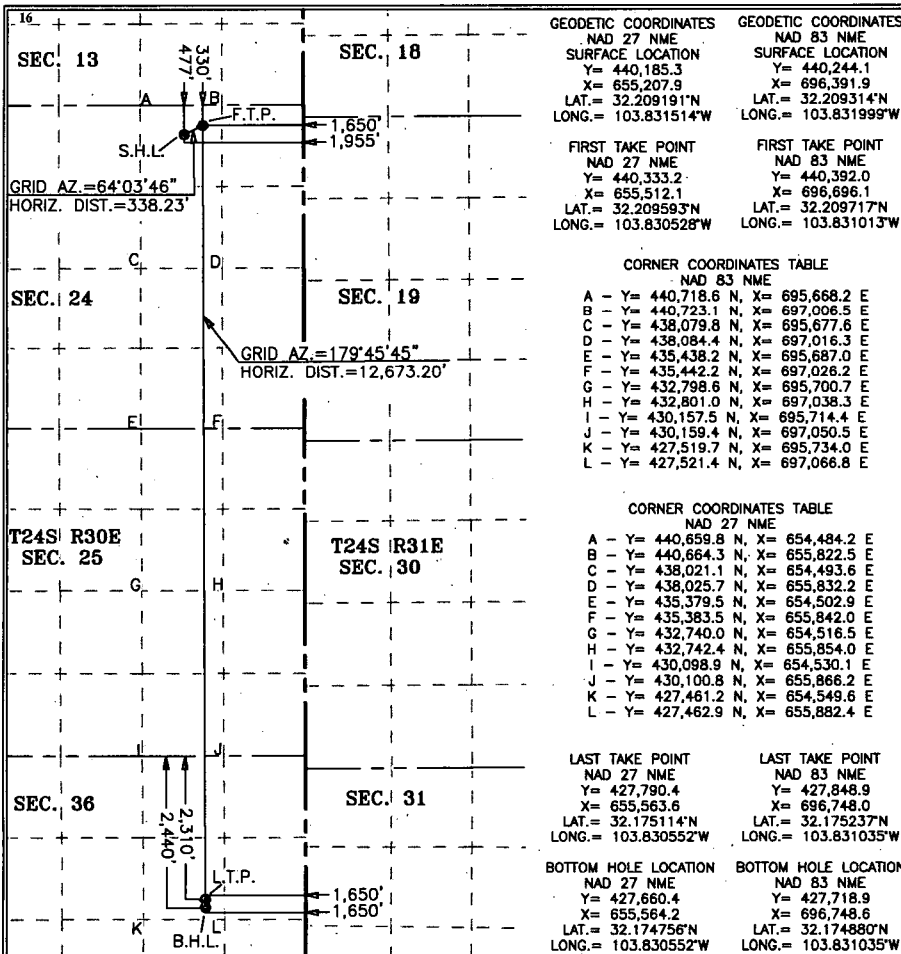 16
SEC. 13
SEC. 18
330'
477'
A
B
F.T.P.
S.H.L.
1,650'
1,955'
GRID AZ.=64°03'46"
HORIZ. DIST.=338.23'
C
D
SEC. 24
SEC. 19
GRID AZ.=179°45'45"
HORIZ. DIST.=12,673.20'
E
F
T24S R30E
SEC. 25
T24S R31E
SEC. 30
G
H
I
J
SEC. 36
SEC. 31
2,310'
2,440'
L.T.P.
1,650'
1,650'
K
L
B.H.L.
GEODETIC COORDINATES
NAD 27 NME
SURFACE LOCATION
Y= 440,185.3
X= 655,207.9
LAT.= 32.209191°N
LONG.= 103.831514°W
GEODETIC COORDINATES
NAD 83 NME
SURFACE LOCATION
Y= 440,244.1
X= 696,391.9
LAT.= 32.209314°N
LONG.= 103.831999°W
FIRST TAKE POINT
NAD 27 NME
Y= 440,333.2
X= 655,512.1
LAT.= 32.209593°N
LONG.= 103.830528°W
FIRST TAKE POINT
NAD 83 NME
Y= 440,392.0
X= 696,696.1
LAT.= 32.209717°N
LONG.= 103.831013°W
CORNER COORDINATES TABLE
NAD 83 NME
A - Y= 440,718.6 N, X= 695,668.2 E
B - Y= 440,723.1 N, X= 697,006.5 E
C - Y= 438,079.8 N, X= 695,677.6 E
D - Y= 438,084.4 N, X= 697,016.3 E
E - Y= 435,438.2 N, X= 695,687.0 E
F - Y= 435,442.2 N, X= 697,026.2 E
G - Y= 432,798.6 N, X= 695,700.7 E
H - Y= 432,801.0 N, X= 697,038.3 E
I - Y= 430,157.5 N, X= 695,714.4 E
J - Y= 430,159.4 N, X= 697,050.5 E
K - Y= 427,519.7 N, X= 695,734.0 E
L - Y= 427,521.4 N, X= 697,066.8 E
CORNER COORDINATES TABLE
NAD 27 NME
A - Y= 440,659.8 N, X= 654,484.2 E
B - Y= 440,664.3 N, X= 655,822.5 E
C - Y= 438,021.1 N, X= 654,493.6 E
D - Y= 438,025.7 N, X= 655,832.2 E
E - Y= 435,379.5 N, X= 654,502.9 E
F - Y= 435,383.5 N, X= 655,842.0 E
G - Y= 432,740.0 N, X= 654,516.5 E
H - Y= 432,742.4 N, X= 655,854.0 E
I - Y= 430,098.9 N, X= 654,530.1 E
J - Y= 430,100.8 N, X= 655,866.2 E
K - Y= 427,461.2 N, X= 654,549.6 E
L - Y= 427,462.9 N, X= 655,882.4 E
LAST TAKE POINT
NAD 27 NME
Y= 427,790.4
X= 655,563.6
LAT.= 32.175114°N
LONG.= 103.830552°W
LAST TAKE POINT
NAD 83 NME
Y= 427,848.9
X= 696,748.0
LAT.= 32.175237°N
LONG.= 103.831035°W
BOTTOM HOLE LOCATION
NAD 27 NME
Y= 427,660.4
X= 655,564.2
LAT.= 32.174756°N
LONG.= 103.830552°W
BOTTOM HOLE LOCATION
NAD 83 NME
Y= 427,718.9
X= 696,748.6
LAT.= 32.174880°N
LONG.= 103.831035°W